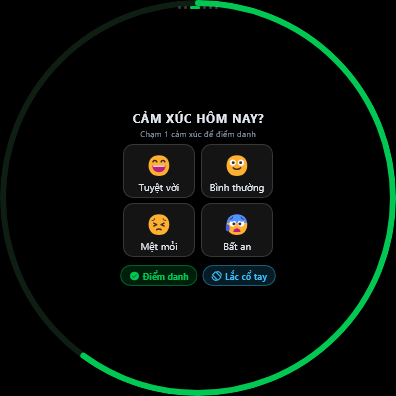 CẢM XÚC HÔM NAY?
Chạm 1 cảm xúc để điểm danh
Tuyệt vời
Bình thường
Mệt mỏi
Bất an
Điểm danh
Lắc cổ tay